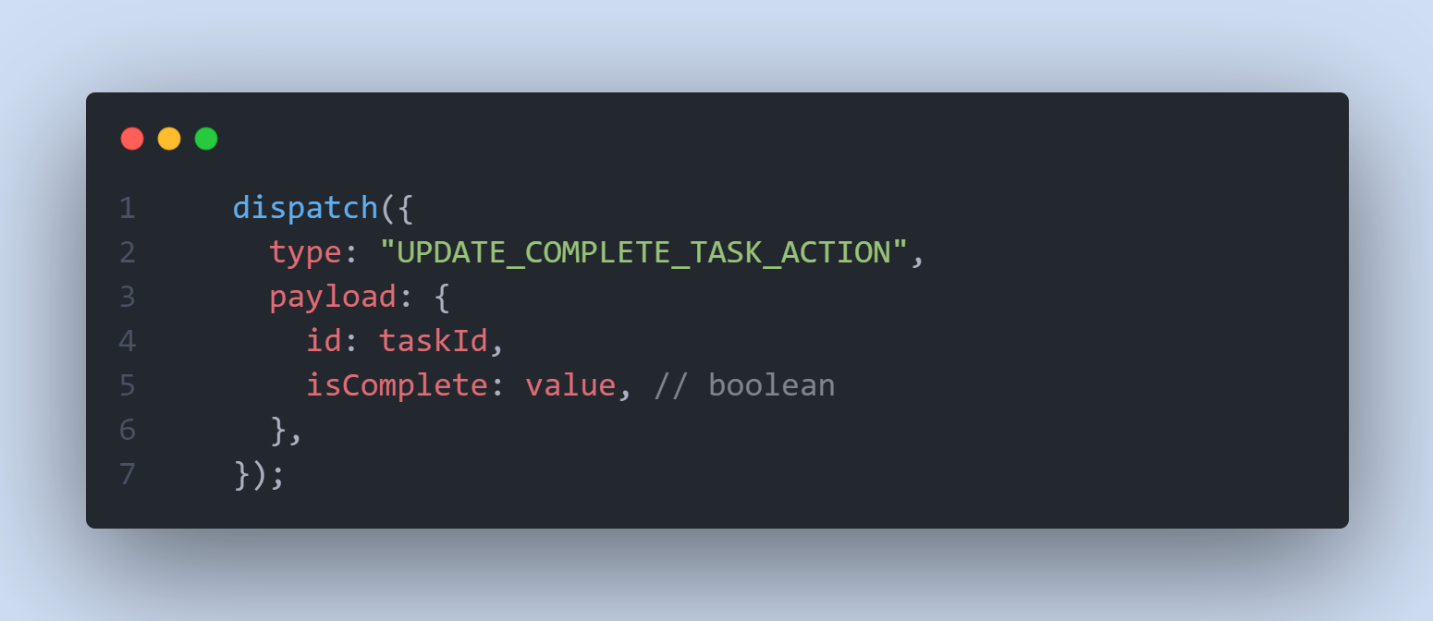 1 dispatch({
2 type: "UPDATE_COMPLETE_TASK_ACTION",
3 payload: {
4 id: taskId,
5 isComplete: value, // boolean
6 },
7 });